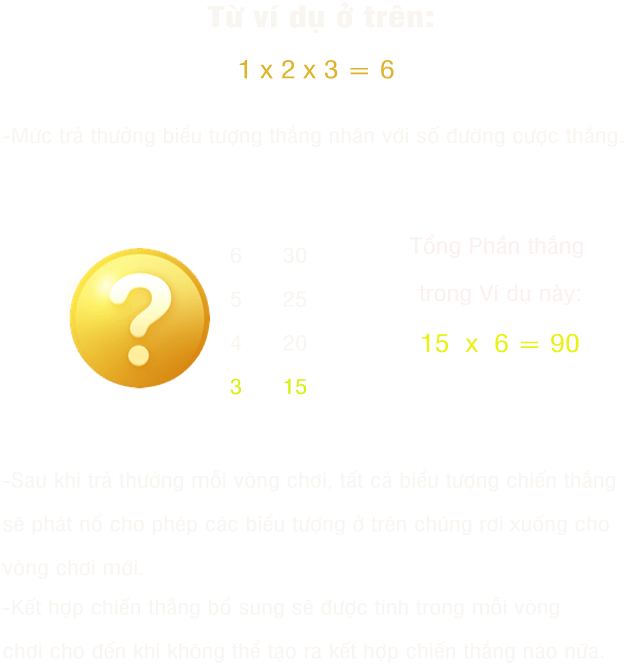 Từ ví dụ ở trên:
1 x 2 x 3 = 6
-Mức trả thưởng biểu tượng thắng nhân với số đường cược thắng.
?
6 30
5 25
4 20
3 15
Tổng Phần thắng
trong Ví dụ này:
15 x 6 = 90
-Sau khi trả thưởng mỗi vòng chơi, tất cả biểu tượng chiến thắng
sẽ phát nổ cho phép các biểu tượng ở trên chúng rơi xuống cho
vòng chơi mới.
-Kết hợp chiến thắng bổ sung sẽ được tính trong mỗi vòng
chơi cho đến khi không thể tạo ra kết hợp chiến thắng nào nữa.